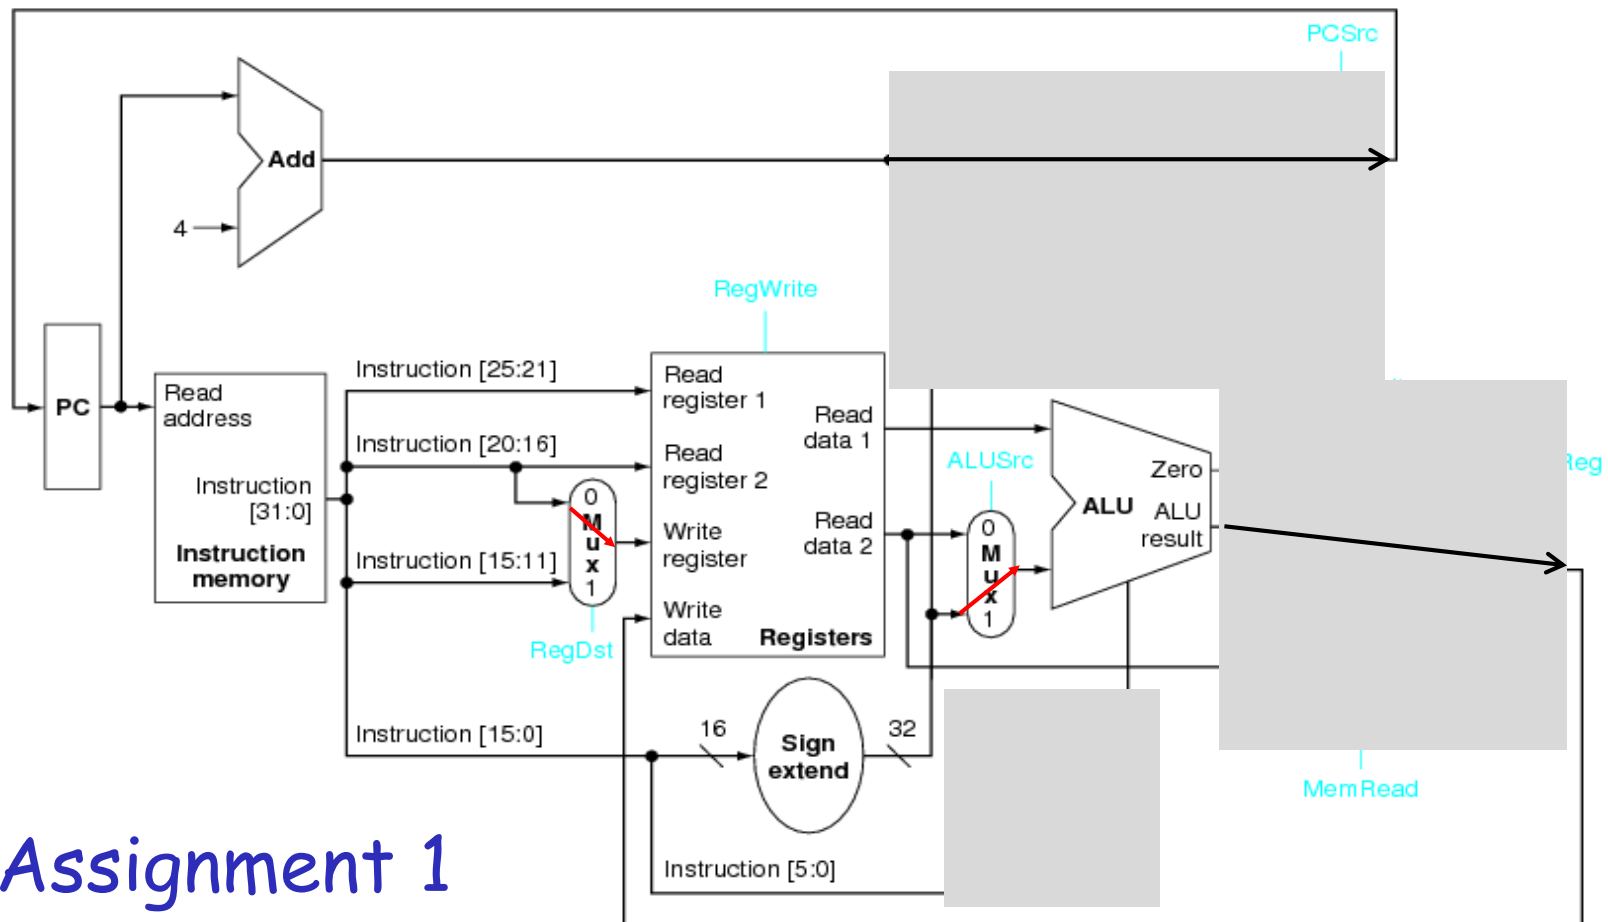 PCSrc
Add
4
RegWrite
PC
Read
address
Instruction
[31:0]
Instruction
memory
Instruction [25:21]
Instruction [20:16]
Instruction [15:11]
Instruction [15:0]
0
M
u
x
1
RegDst
Read
register 1
Read
register 2
Write
register
Write
data
Read
data 1
Read
data 2
Registers
ALUSrc
0
M
u
x
1
Zero
ALU
ALU
result
Reg
16
Sign
extend
32
MemRead
Instruction [5:0]
Assignment 1